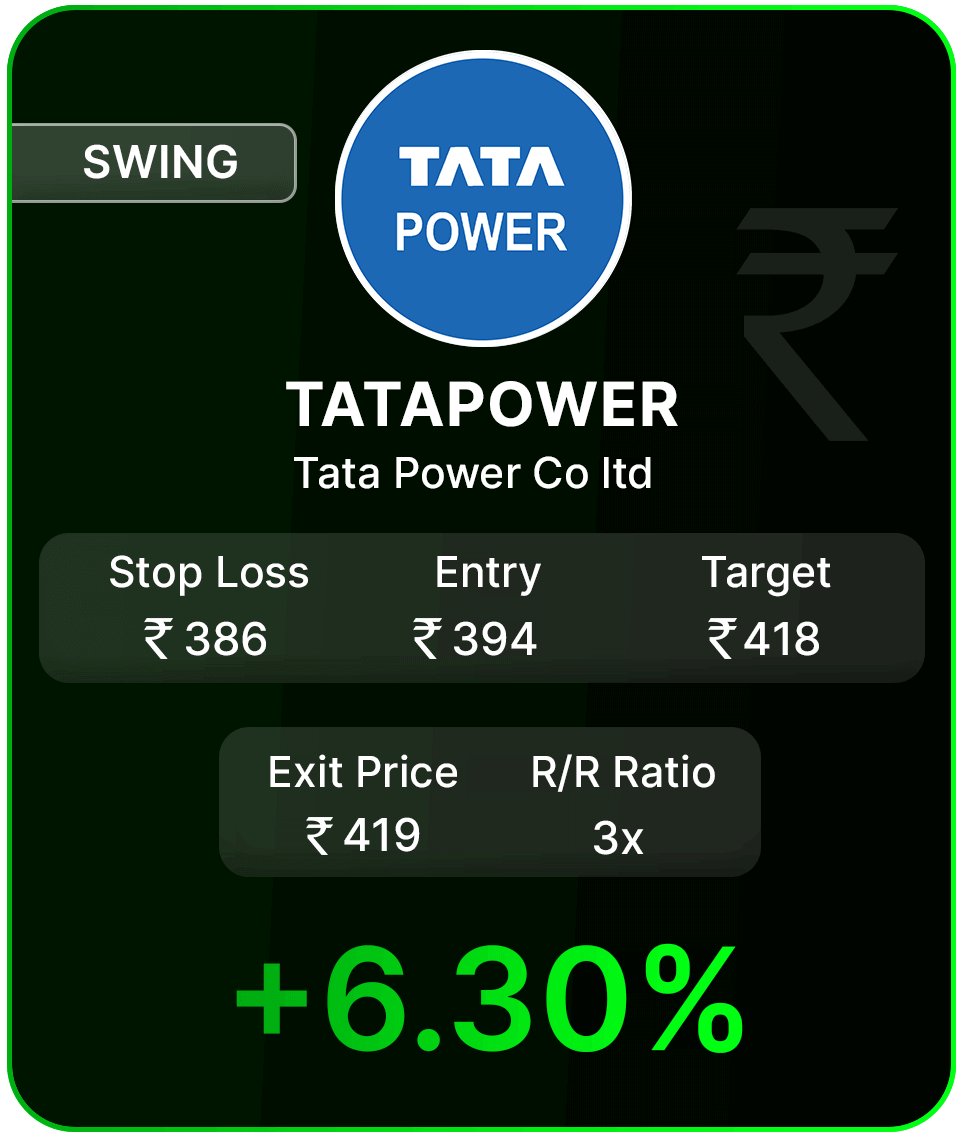 SWING
TATA
POWER
₹
TATAPOWER
Tata Power Co ltd
Stop Loss Entry Target
₹ 386 ₹ 394 ₹ 418
Exit Price R/R Ratio
₹ 419 3x
+6.30%